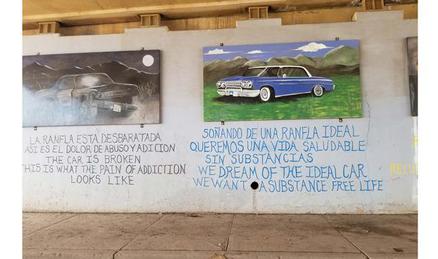 LA RANFLA ESTA DESBARATADA
ASI ES EL DOLOR DE ABUSO Y ADICION
THE CAR IS BROKEN
THIS IS WHAT THE PAIN OF ADDICTION
LOOKS LIKE
SOÑANDO DE UNA RANFLA IDEAL
QUEREMOS UNA VIDA SALUDABLE
SIN SUBSTANCIAS
WE DREAM OF THE IDEAL CAR
WE WANT A SUBSTANCE FREE LIFE